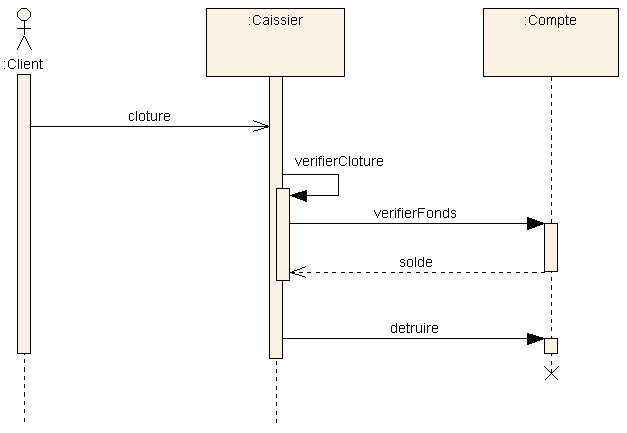 :Client
:Caissier
:Compte
cloture
verifierCloture
verifierFonds
solde
detruire